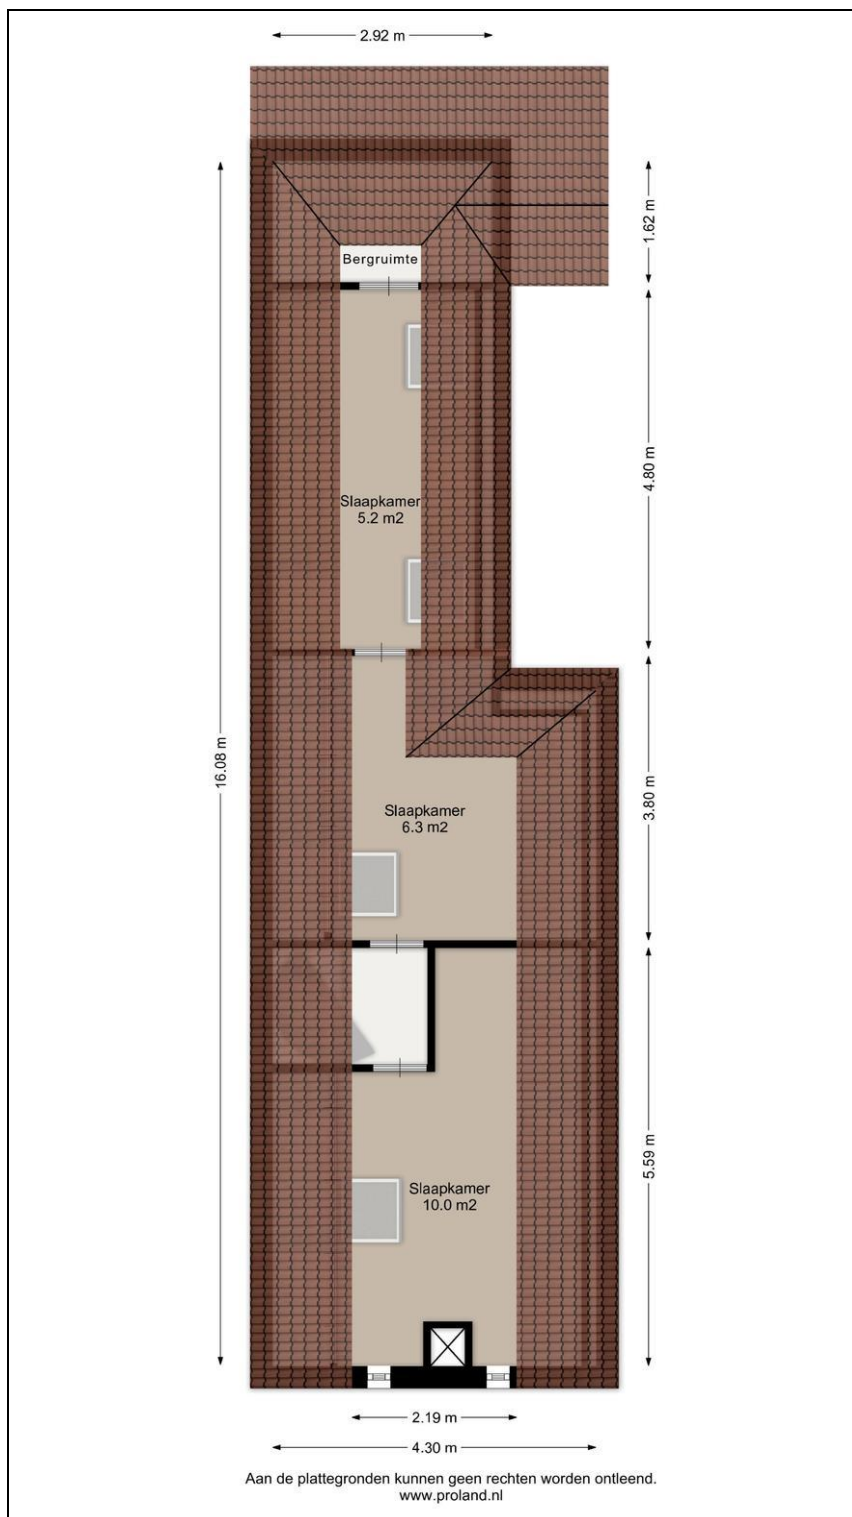 2.92 m
1.62 m
Bergruimte
4.80 m
Slaapkamer
5.2 m2
16.08 m
3.80 m
Slaapkamer
6.3 m2
5.59 m
Slaapkamer
10.0 m2
2.19 m
4.30 m
Aan de plattegronden kunnen geen rechten worden ontleend.
www.proland.nl